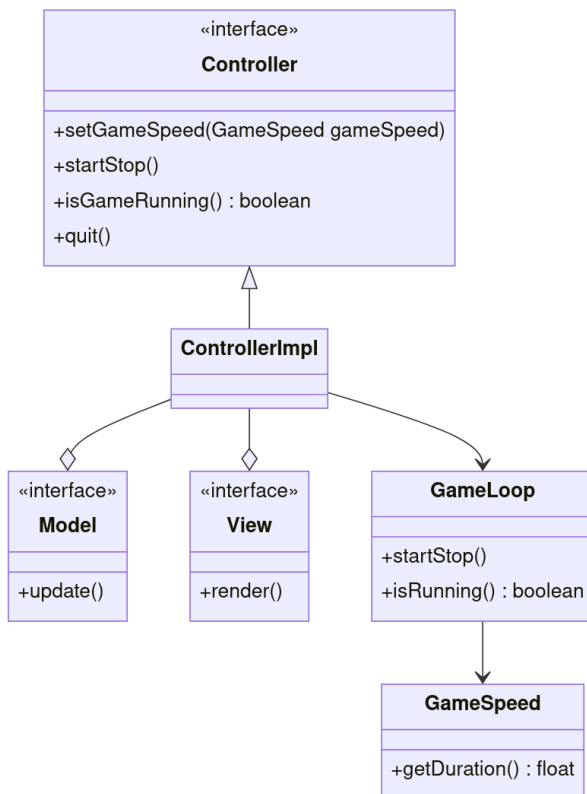 «interface»
Controller
+setGameSpeed(GameSpeed gameSpeed)
+startStop()
+isGameRunning() : boolean
+quit()
ControllerImpl
«interface»
Model
+update()
«interface»
View
+render()
GameLoop
+startStop()
+isRunning() : boolean
GameSpeed
+getDuration() : float